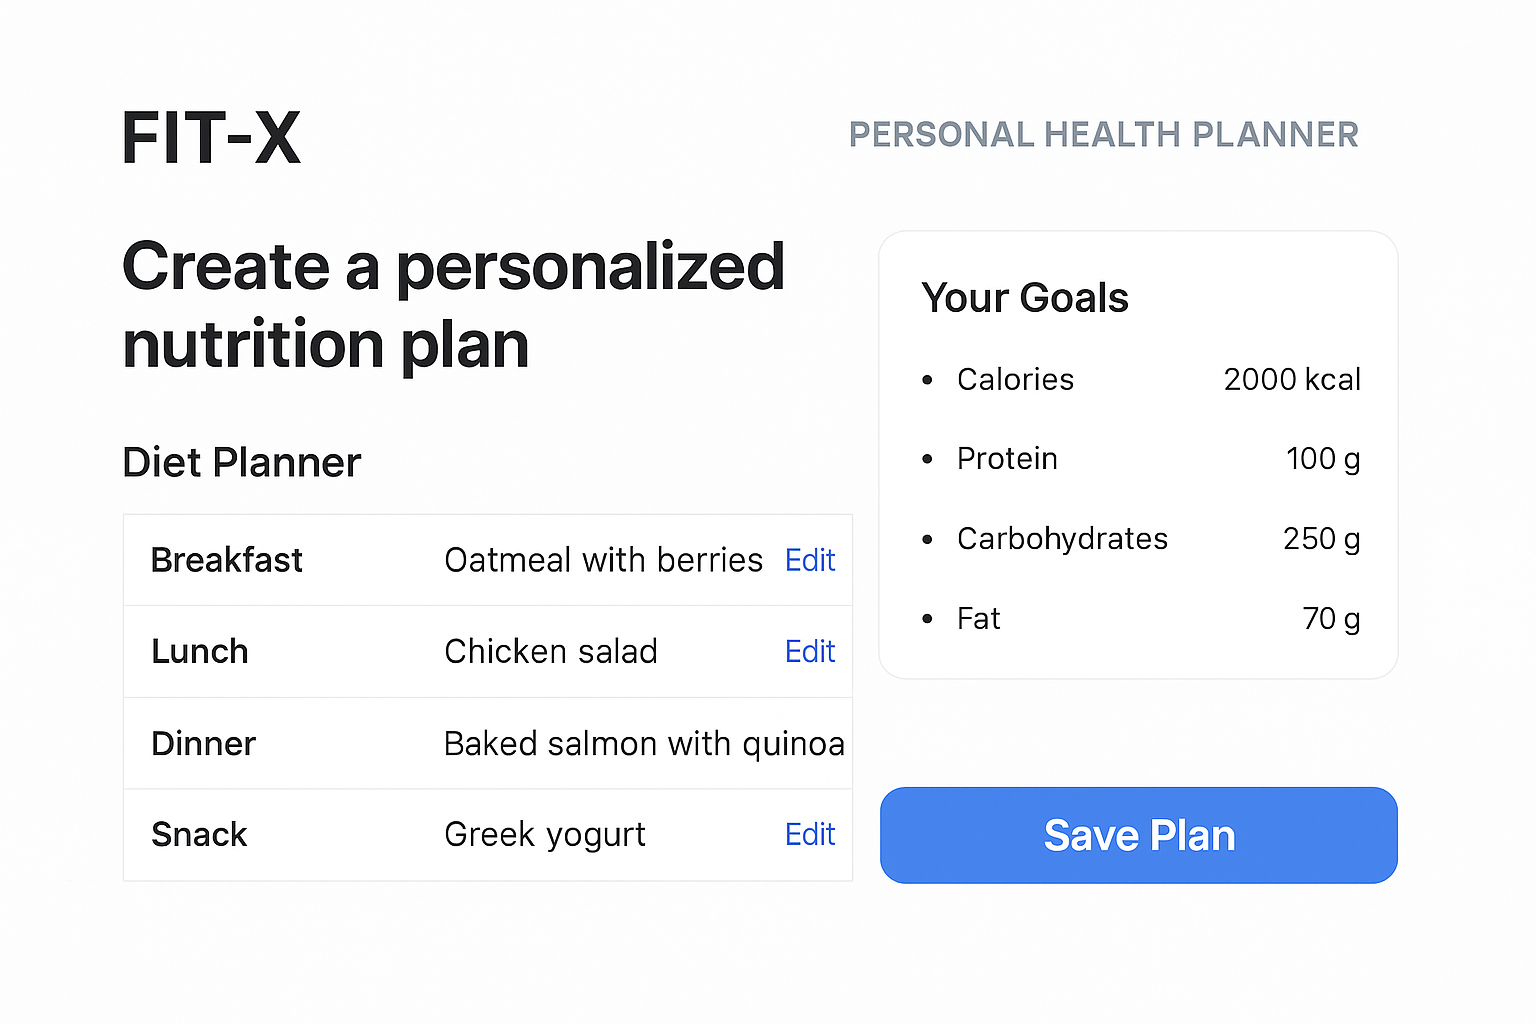 FIT-X
PERSONAL HEALTH PLANNER
Create a personalized
nutrition plan
Diet Planner
Breakfast Oatmeal with berries Edit
Lunch Chicken salad Edit
Dinner Baked salmon with quinoa
Snack Greek yogurt Edit
Your Goals
• Calories 2000 kcal
• Protein 100 g
• Carbohydrates 250 g
• Fat 70 g
Save Plan